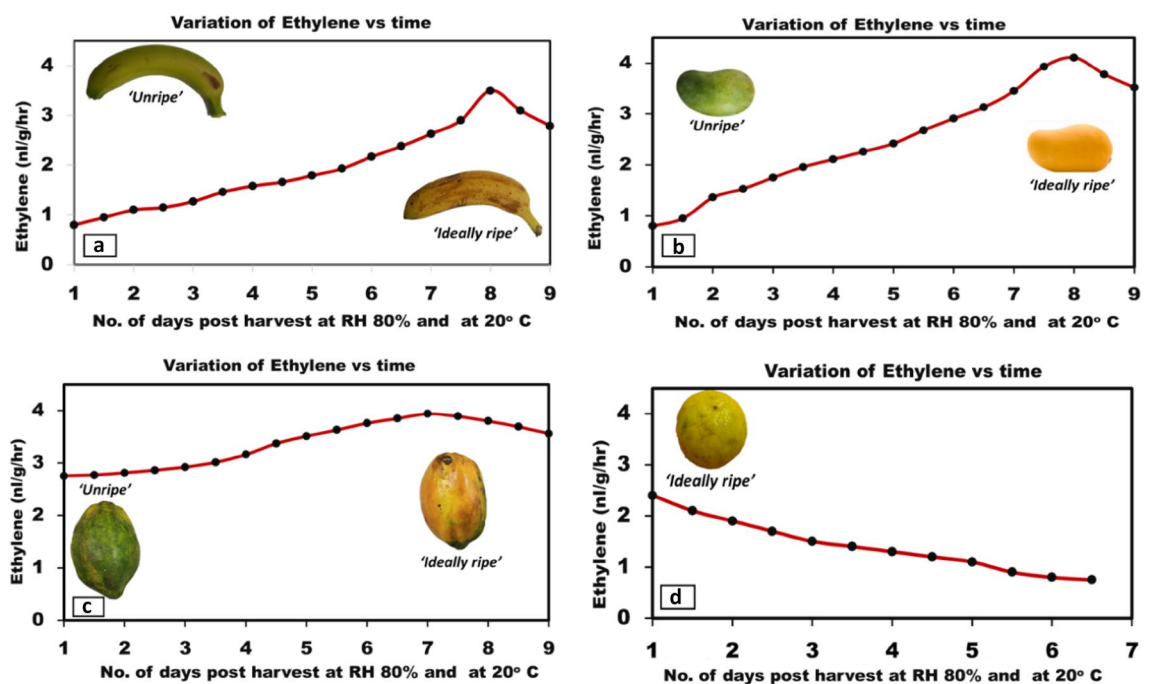 Variation of Ethylene vs time
Ethylene (nl/g/hr)
4
3
2
1
0
‘Unripe’
‘Ideally ripe’
a
1 2 3 4 5 6 7 8 9
No. of days post harvest at RH 80% and at 20º C
Variation of Ethylene vs time
Ethylene (nl/g/hr)
4
3
2
1
0
‘Unripe’
‘Ideally ripe’
b
1 2 3 4 5 6 7 8 9
No. of days post harvest at RH 80% and at 20º C
Variation of Ethylene vs time
Ethylene (nl/g/hr)
4
3
2
1
0
‘Unripe’
‘Ideally ripe’
c
1 2 3 4 5 6 7 8 9
No. of days post harvest at RH 80% and at 20º C
Variation of Ethylene vs time
Ethylene (nl/g/hr)
4
3
2
1
0
‘Ideally ripe’
d
1 2 3 4 5 6 7
No. of days post harvest at RH 80% and at 20º C